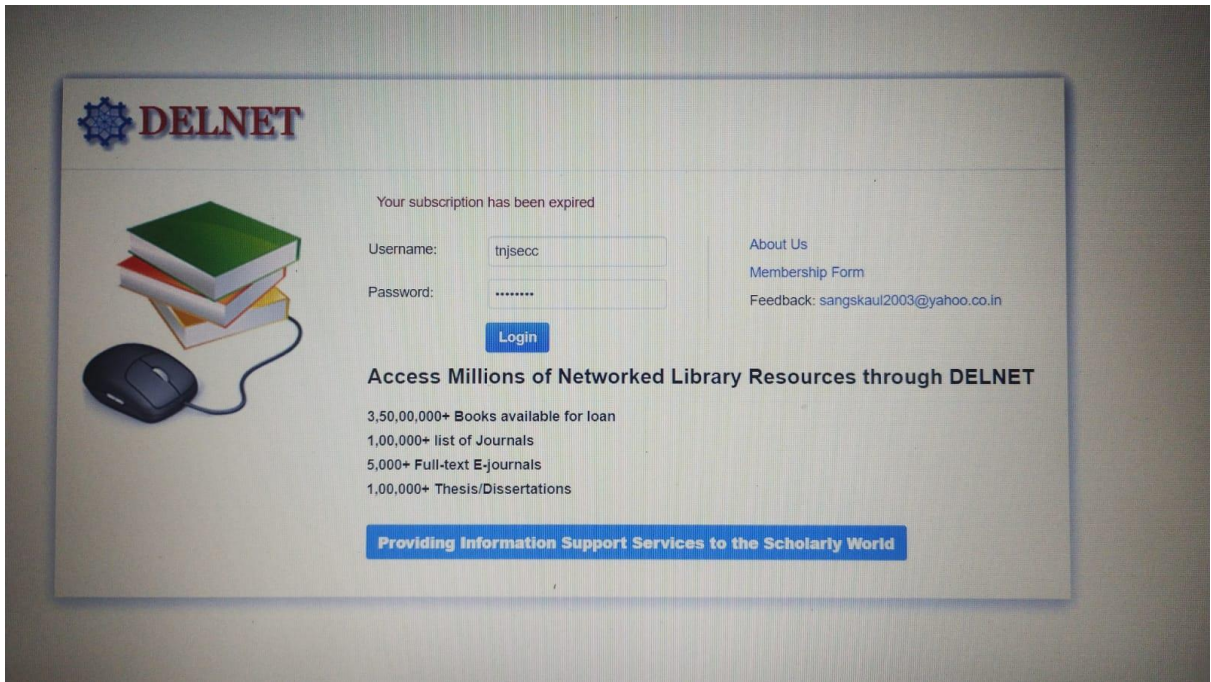 DELNET
Your subscription has been expired
Username: tnjsecc
Password: ••••••••
Login
About Us
Membership Form
Feedback: sangskaul2003@yahoo.co.in
Access Millions of Networked Library Resources through DELNET
3,50,00,000+ Books available for loan
1,00,000+ list of Journals
5,000+ Full-text E-journals
1,00,000+ Thesis/Dissertations
Providing Information Support Services to the Scholarly World